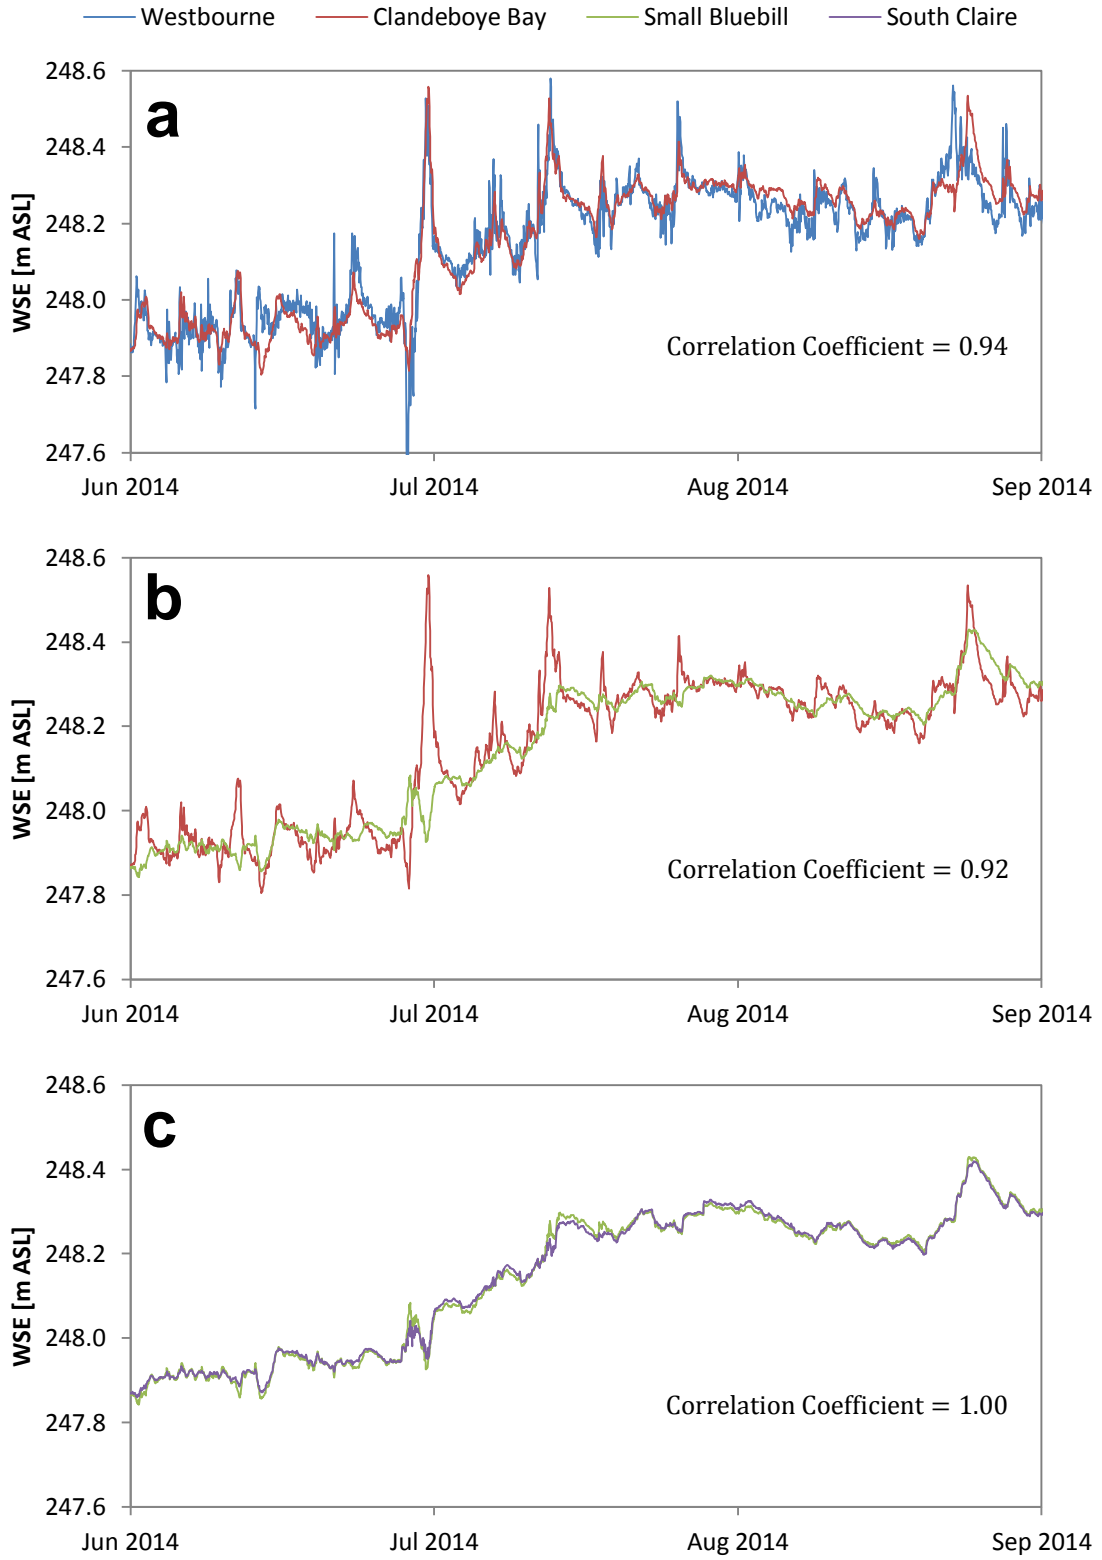 Westbourne Clandeboye Bay Small Bluebill South Claire
a
WSE [m ASL]
248.6
248.4
248.2
248.0
247.8
247.6
Correlation Coefficient = 0.94
Jun 2014 Jul 2014 Aug 2014 Sep 2014
b
WSE [m ASL]
248.6
248.4
248.2
248.0
247.8
247.6
Correlation Coefficient = 0.92
Jun 2014 Jul 2014 Aug 2014 Sep 2014
c
WSE [m ASL]
248.6
248.4
248.2
248.0
247.8
247.6
Correlation Coefficient = 1.00
Jun 2014 Jul 2014 Aug 2014 Sep 2014